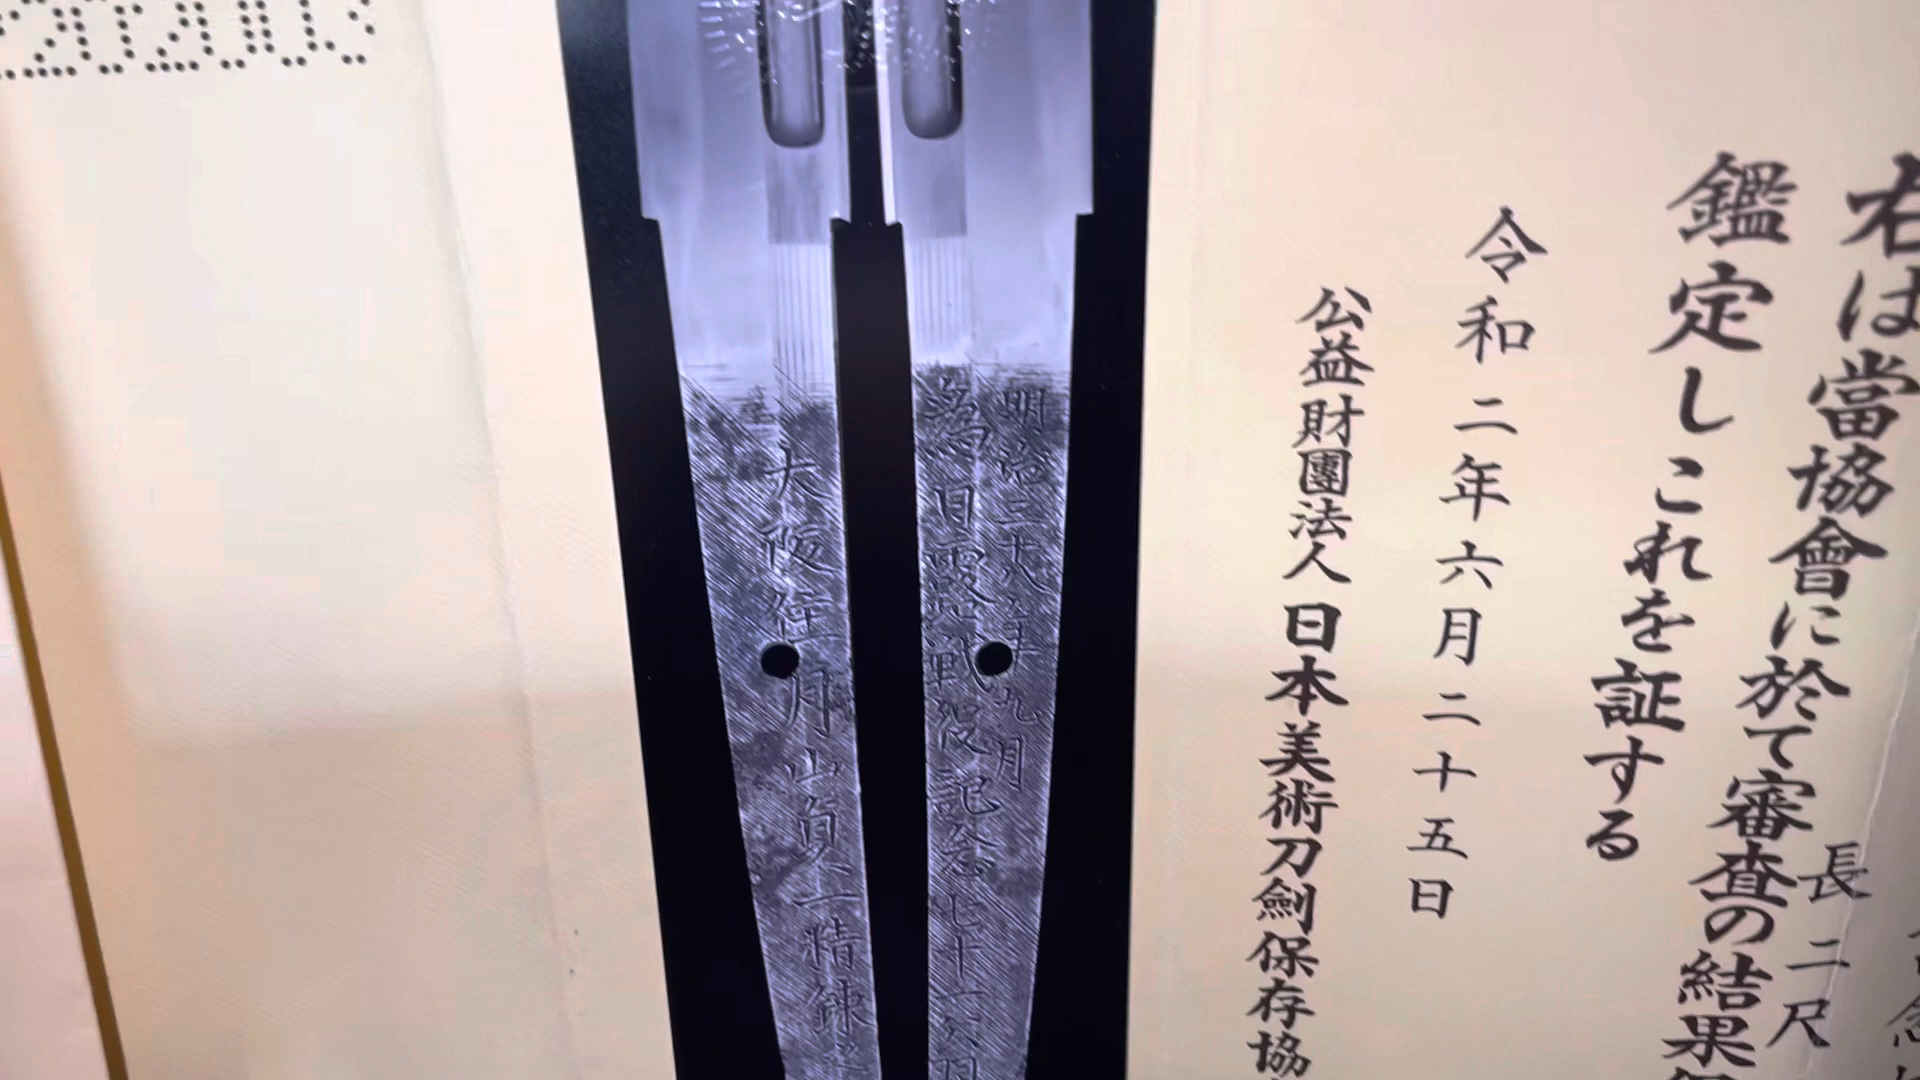 右は當協會に於て審査の結果
鑑定しこれを証する
長二尺
令和二年六月二十五日
公益財團法人日本美術刀劍保存協
明治三十九年九月
為日露戦役記念七十一
大阪住月山貞一精錬